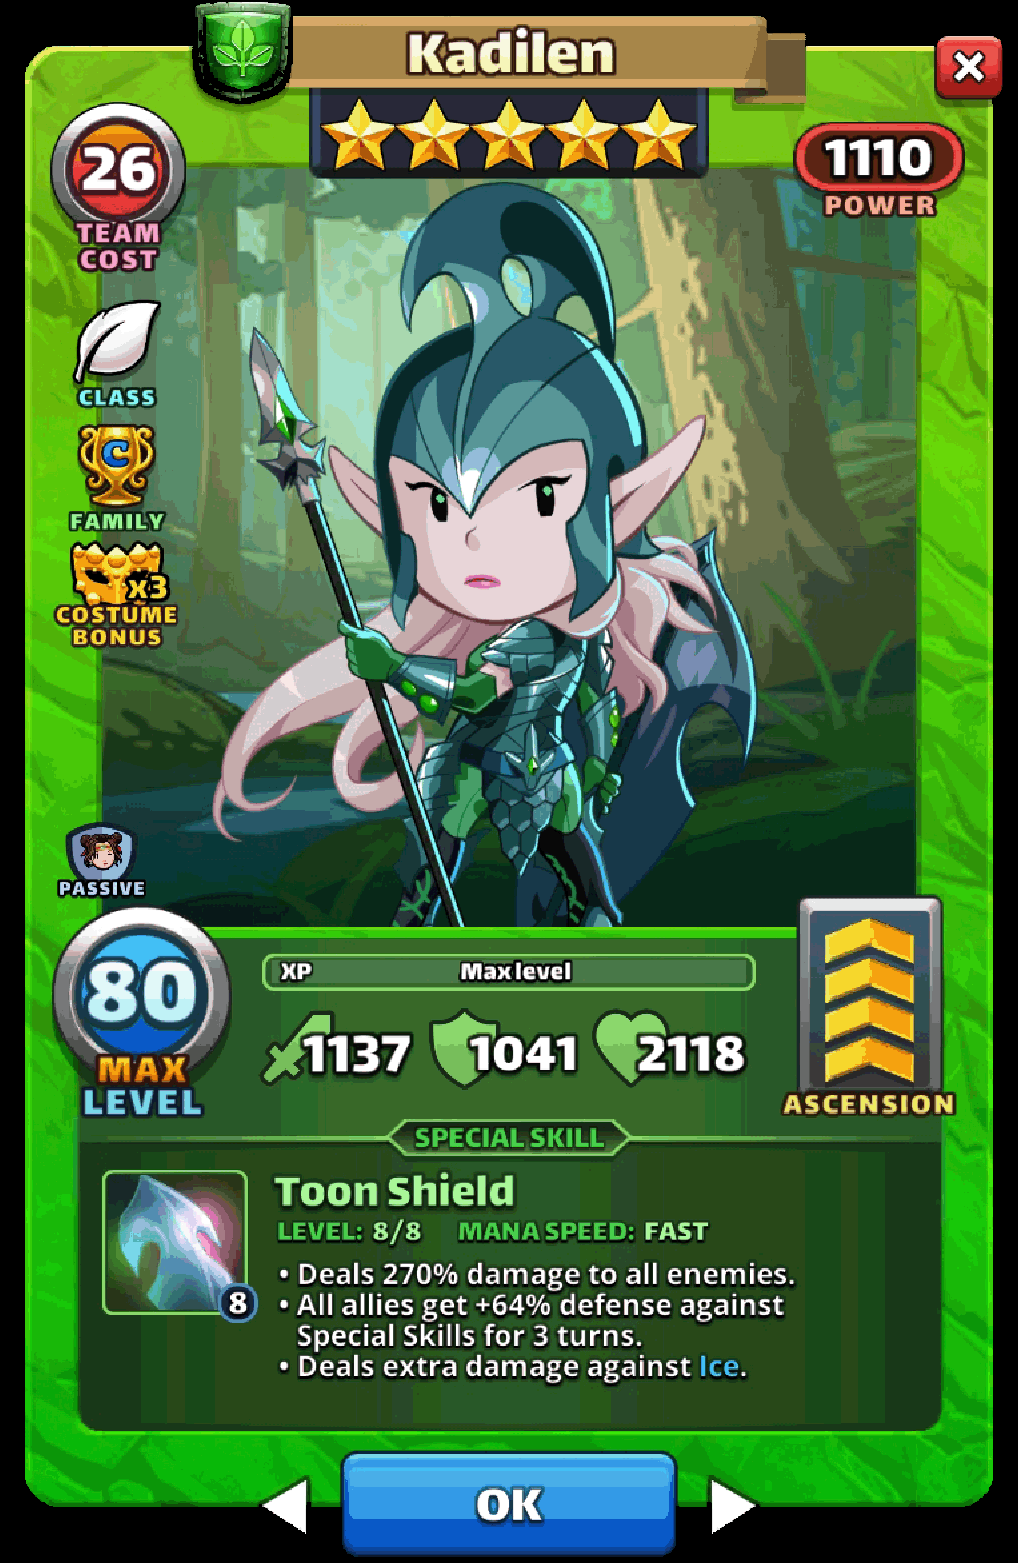 Kadilen
26
TEAM
COST
1110
POWER
CLASS
C
FAMILY
x3
COSTUME
BONUS
PASSIVE
80
MAX
LEVEL
XP Max level
1137 1041 2118
ASCENSION
SPECIAL SKILL
Toon Shield
LEVEL: 8/8 MANA SPEED: FAST
8
• Deals 270% damage to all enemies.
• All allies get +64% defense against
Special Skills for 3 turns.
• Deals extra damage against Ice.
OK